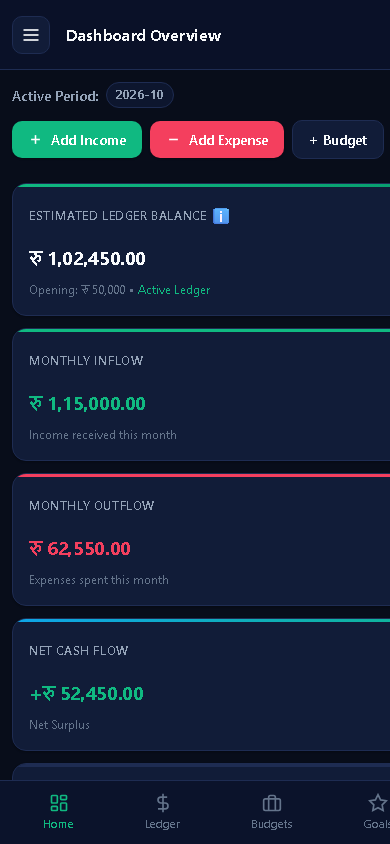 Dashboard Overview
Active Period: 2026-10
+ Add Income − Add Expense + Budget
ESTIMATED LEDGER BALANCE ℹ️
रु 1,02,450.00
Opening: रु 50,000 • Active Ledger
MONTHLY INFLOW
रु 1,15,000.00
Income received this month
MONTHLY OUTFLOW
रु 62,550.00
Expenses spent this month
NET CASH FLOW
+रु 52,450.00
Net Surplus
Home Ledger Budgets Goals